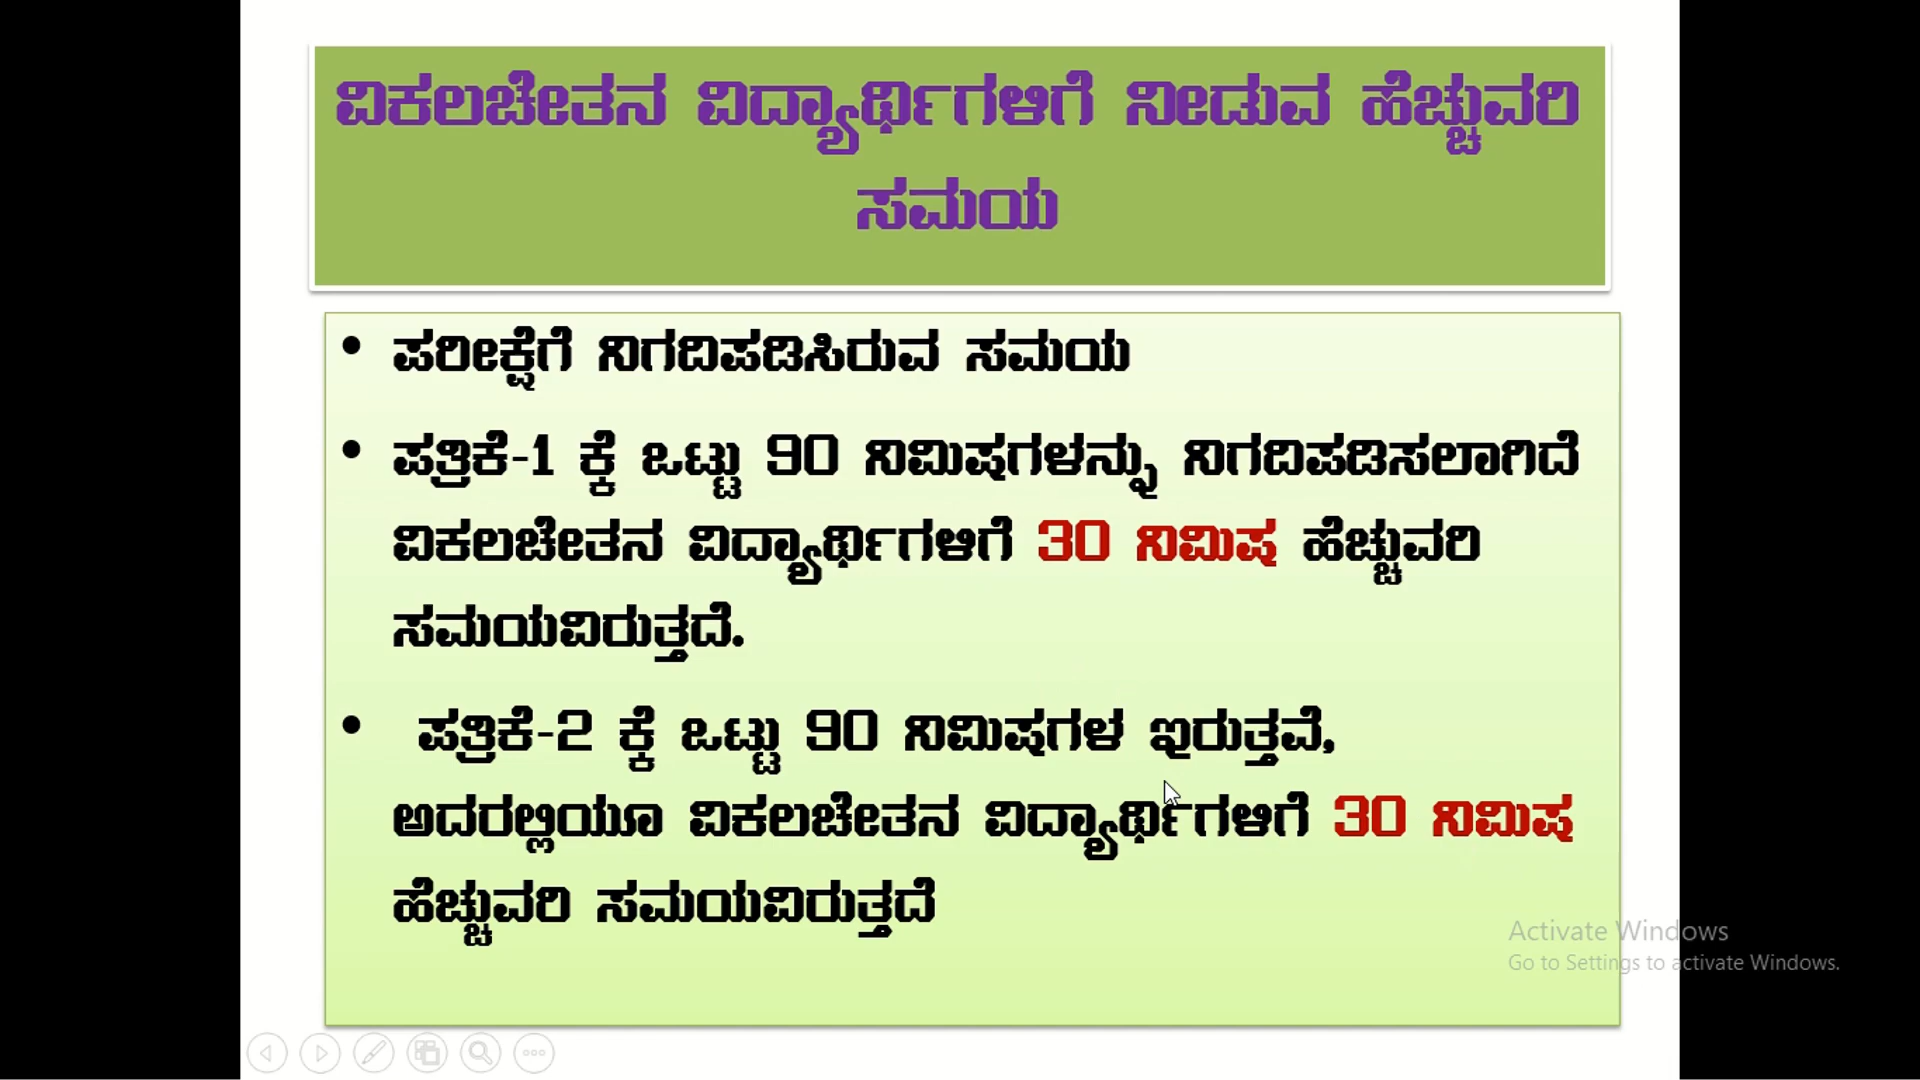 ವಿಕಲಚೇತನ ವಿದ್ಯಾರ್ಥಿಗಳಿಗೆ ನೀಡುವ ಹೆಚ್ಚುವರಿ
ಸಮಯ
• ಪರೀಕ್ಷೆಗೆ ನಿಗದಿಪಡಿಸಿರುವ ಸಮಯ
• ಪತ್ರಿಕೆ-1 ಕ್ಕೆ ಒಟ್ಟು 90 ನಿಮಿಷಗಳನ್ನು ನಿಗದಿಪಡಿಸಲಾಗಿದೆ
ವಿಕಲಚೇತನ ವಿದ್ಯಾರ್ಥಿಗಳಿಗೆ 30 ನಿಮಿಷ ಹೆಚ್ಚುವರಿ
ಸಮಯವಿರುತ್ತದೆ.
• ಪತ್ರಿಕೆ-2 ಕ್ಕೆ ಒಟ್ಟು 90 ನಿಮಿಷಗಳ ಇರುತ್ತವೆ,
ಅದರಲ್ಲಿಯೂ ವಿಕಲಚೇತನ ವಿದ್ಯಾರ್ಥಿಗಳಿಗೆ 30 ನಿಮಿಷ
ಹೆಚ್ಚುವರಿ ಸಮಯವಿರುತ್ತದೆ
Activate Windows
Go to Settings to activate Windows.